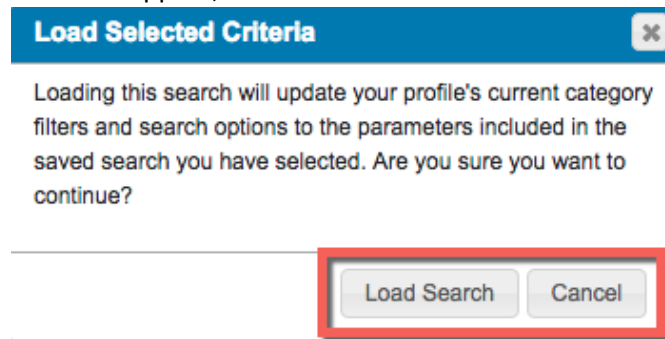 Load Selected Criteria
Loading this search will update your profile's current category
filters and search options to the parameters included in the
saved search you have selected. Are you sure you want to
continue?
Load Search Cancel